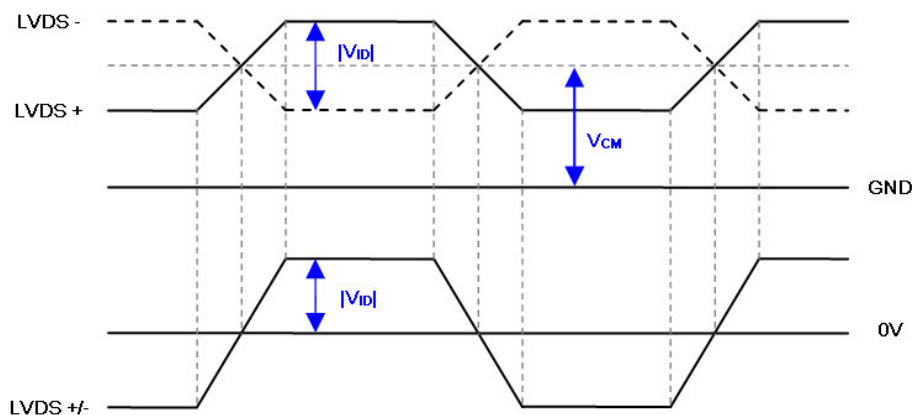 LVDS -
|VID|
LVDS +
VCM
GND
|VID|
0V
LVDS +/-